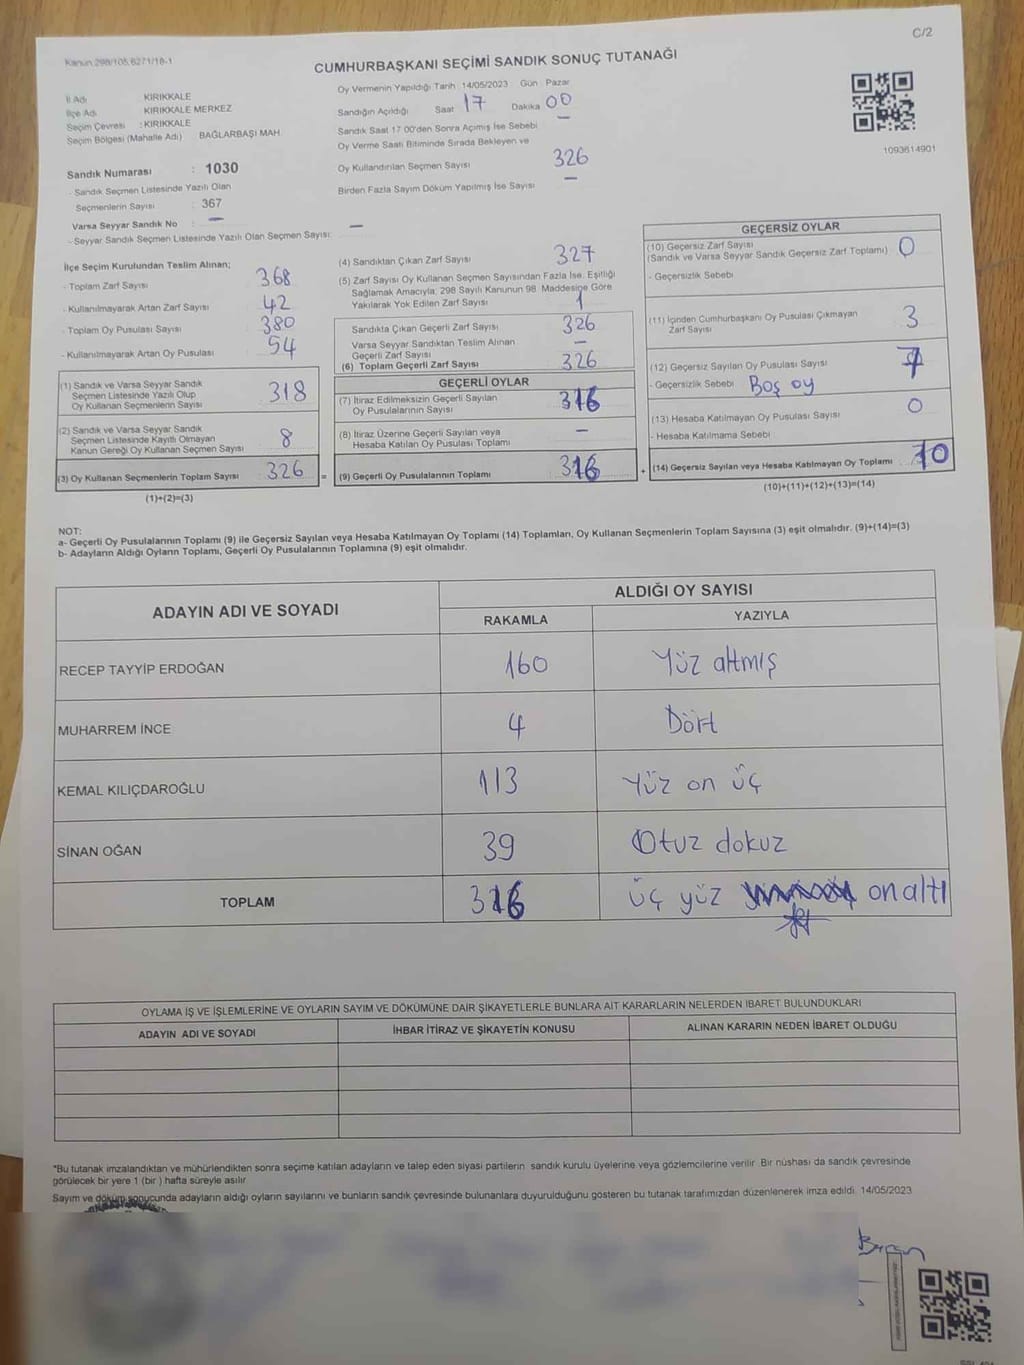 C/2
Kanun 298/105,6271/18-1
CUMHURBAŞKANI SEÇİMİ SANDIK SONUÇ TUTANAĞI
İl Adı KIRIKKALE
İlçe Adı KIRIKKALE MERKEZ
Seçim Çevresi : KIRIKKALE
Seçim Bölgesi (Mahalle Adı) BAĞLARBAŞI MAH.
Sandık Numarası : 1030
- Sandık Seçmen Listesinde Yazılı Olan
Seçmenlerin Sayısı 367
Varsa Seyyar Sandık No : —
- Seyyar Sandık Seçmen Listesinde Yazılı Olan Seçmen Sayısı: —
Oy Vermenin Yapıldığı Tarih 14/05/2023 Gün Pazar
Sandığın Açıldığı Saat 17 Dakika 00
Sandık Saat 17 00'den Sonra Açımış İse Sebebi —
Oy Verme Saati Bitiminde Sırada Bekleyen ve
Oy Kullandırılan Seçmen Sayısı 326
Birden Fazla Sayım Döküm Yapılmış İse Sayısı —
1093614901
İlçe Seçim Kurulundan Teslim Alınan;
- Toplam Zarf Sayısı 368
- Kullanılmayarak Artan Zarf Sayısı 42
- Toplam Oy Pusulası Sayısı 380
- Kullanılmayarak Artan Oy Pusulası 54
(1) Sandık ve Varsa Seyyar Sandık
Seçmen Listesinde Yazılı Olup
Oy Kullanan Seçmenlerin Sayısı 318
(2) Sandık ve Varsa Seyyar Sandık
Seçmen Listesinde Kayıtlı Olmayan
Kanun Gereği Oy Kullanan Seçmen Sayısı 8
(3) Oy Kullanan Seçmenlerin Toplam Sayısı 326 =
(1)+(2)=(3)
(4) Sandıktan Çıkan Zarf Sayısı 327
(5) Zarf Sayısı Oy Kullanan Seçmen Sayısından Fazla İse, Eşitliği
Sağlamak Amacıyla, 298 Sayılı Kanunun 98. Maddesine Göre
Yakılarak Yok Edilen Zarf Sayısı 1
Sandıkta Çıkan Geçerli Zarf Sayısı 326
Varsa Seyyar Sandıktan Teslim Alınan
Geçerli Zarf Sayısı —
(6) Toplam Geçerli Zarf Sayısı 326
GEÇERLİ OYLAR
(7) İtiraz Edilmeksizin Geçerli Sayılan
Oy Pusulalarının Sayısı 316
(8) İtiraz Üzerine Geçerli Sayılan veya
Hesaba Katılan Oy Pusulası Toplamı —
(9) Geçerli Oy Pusulalarının Toplamı 316 +
GEÇERSİZ OYLAR
(10) Geçersiz Zarf Sayısı
(Sandık ve Varsa Seyyar Sandık Geçersiz Zarf Toplamı) 0
- Geçersizlik Sebebi
(11) İçinden Cumhurbaşkanı Oy Pusulası Çıkmayan
Zarf Sayısı 3
(12) Geçersiz Sayılan Oy Pusulası Sayısı 7
- Geçersizlik Sebebi Boş oy
(13) Hesaba Katılmayan Oy Pusulası Sayısı 0
- Hesaba Katılmama Sebebi
(14) Geçersiz Sayılan veya Hesaba Katılmayan Oy Toplamı 10
(10)+(11)+(12)+(13)=(14)
NOT:
a- Geçerli Oy Pusulalarının Toplamı (9) ile Geçersiz Sayılan veya Hesaba Katılmayan Oy Toplamı (14) Toplamları, Oy Kullanan Seçmenlerin Toplam Sayısına (3) eşit olmalıdır. (9)+(14)=(3)
b- Adayların Aldığı Oyların Toplamı, Geçerli Oy Pusulalarının Toplamına (9) eşit olmalıdır.
ADAYIN ADI VE SOYADI
ALDIĞI OY SAYISI
RAKAMLA YAZIYLA
RECEP TAYYİP ERDOĞAN 160 Yüz altmış
MUHARREM İNCE 4 Dört
KEMAL KILIÇDAROĞLU 113 Yüz on üç
SİNAN OĞAN 39 Otuz dokuz
TOPLAM 316 üç yüz on altı
OYLAMA İŞ VE İŞLEMLERİNE VE OYLARIN SAYIM VE DÖKÜMÜNE DAİR ŞİKAYETLERLE BUNLARA AİT KARARLARIN NELERDEN İBARET BULUNDUKLARI
ADAYIN ADI VE SOYADI İHBAR İTİRAZ VE ŞİKAYETİN KONUSU ALINAN KARARIN NEDEN İBARET OLDUĞU
*Bu tutanak imzalandıktan ve mühürlendikten sonra seçime katılan adayların ve talep eden siyasi partilerin sandık kurulu üyelerine veya gözlemcilerine verilir. Bir nüshası da sandık çevresinde
görülecek bir yere 1 (bir ) hafta süreyle asılır
Sayım ve döküm sonucunda adayların aldığı oyların sayılarını ve bunların sandık çevresinde bulunanlara duyurulduğunu gösteren bu tutanak tarafımızdan düzenlenerek imza edildi. 14/05/2023